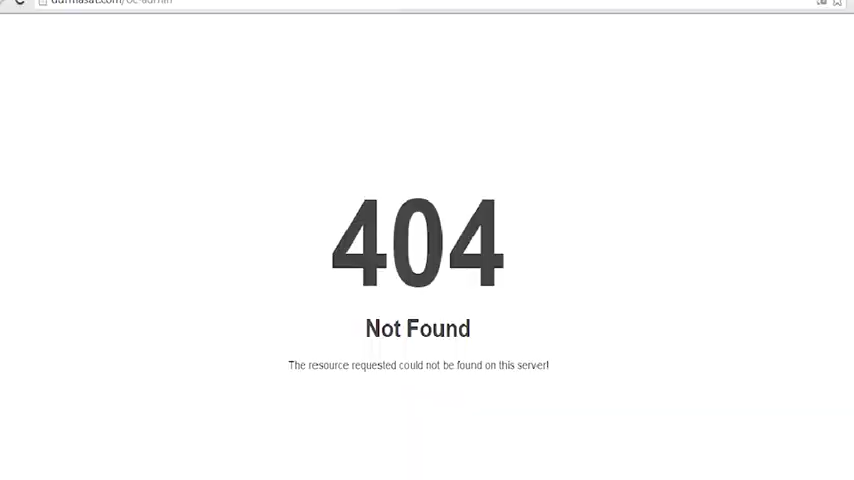 404
Not Found
The resource requested could not be found on this server!